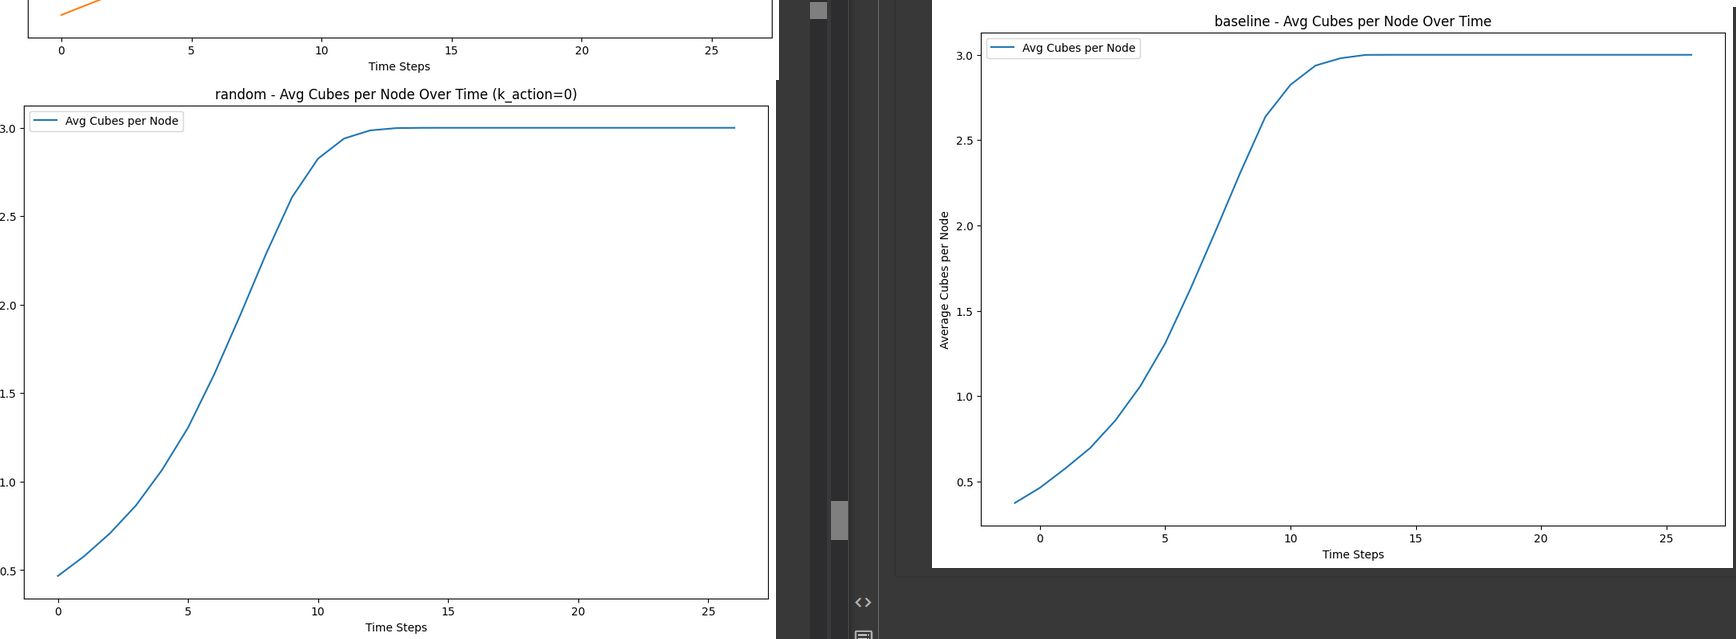 0 5 10 15 20 25
Time Steps
random - Avg Cubes per Node Over Time (k_action=0)
Avg Cubes per Node
3.0
2.5
2.0
1.5
1.0
0.5
0 5 10 15 20 25
Time Steps
baseline - Avg Cubes per Node Over Time
Avg Cubes per Node
Average Cubes per Node
3.0
2.5
2.0
1.5
1.0
0.5
0 5 10 15 20 25
Time Steps